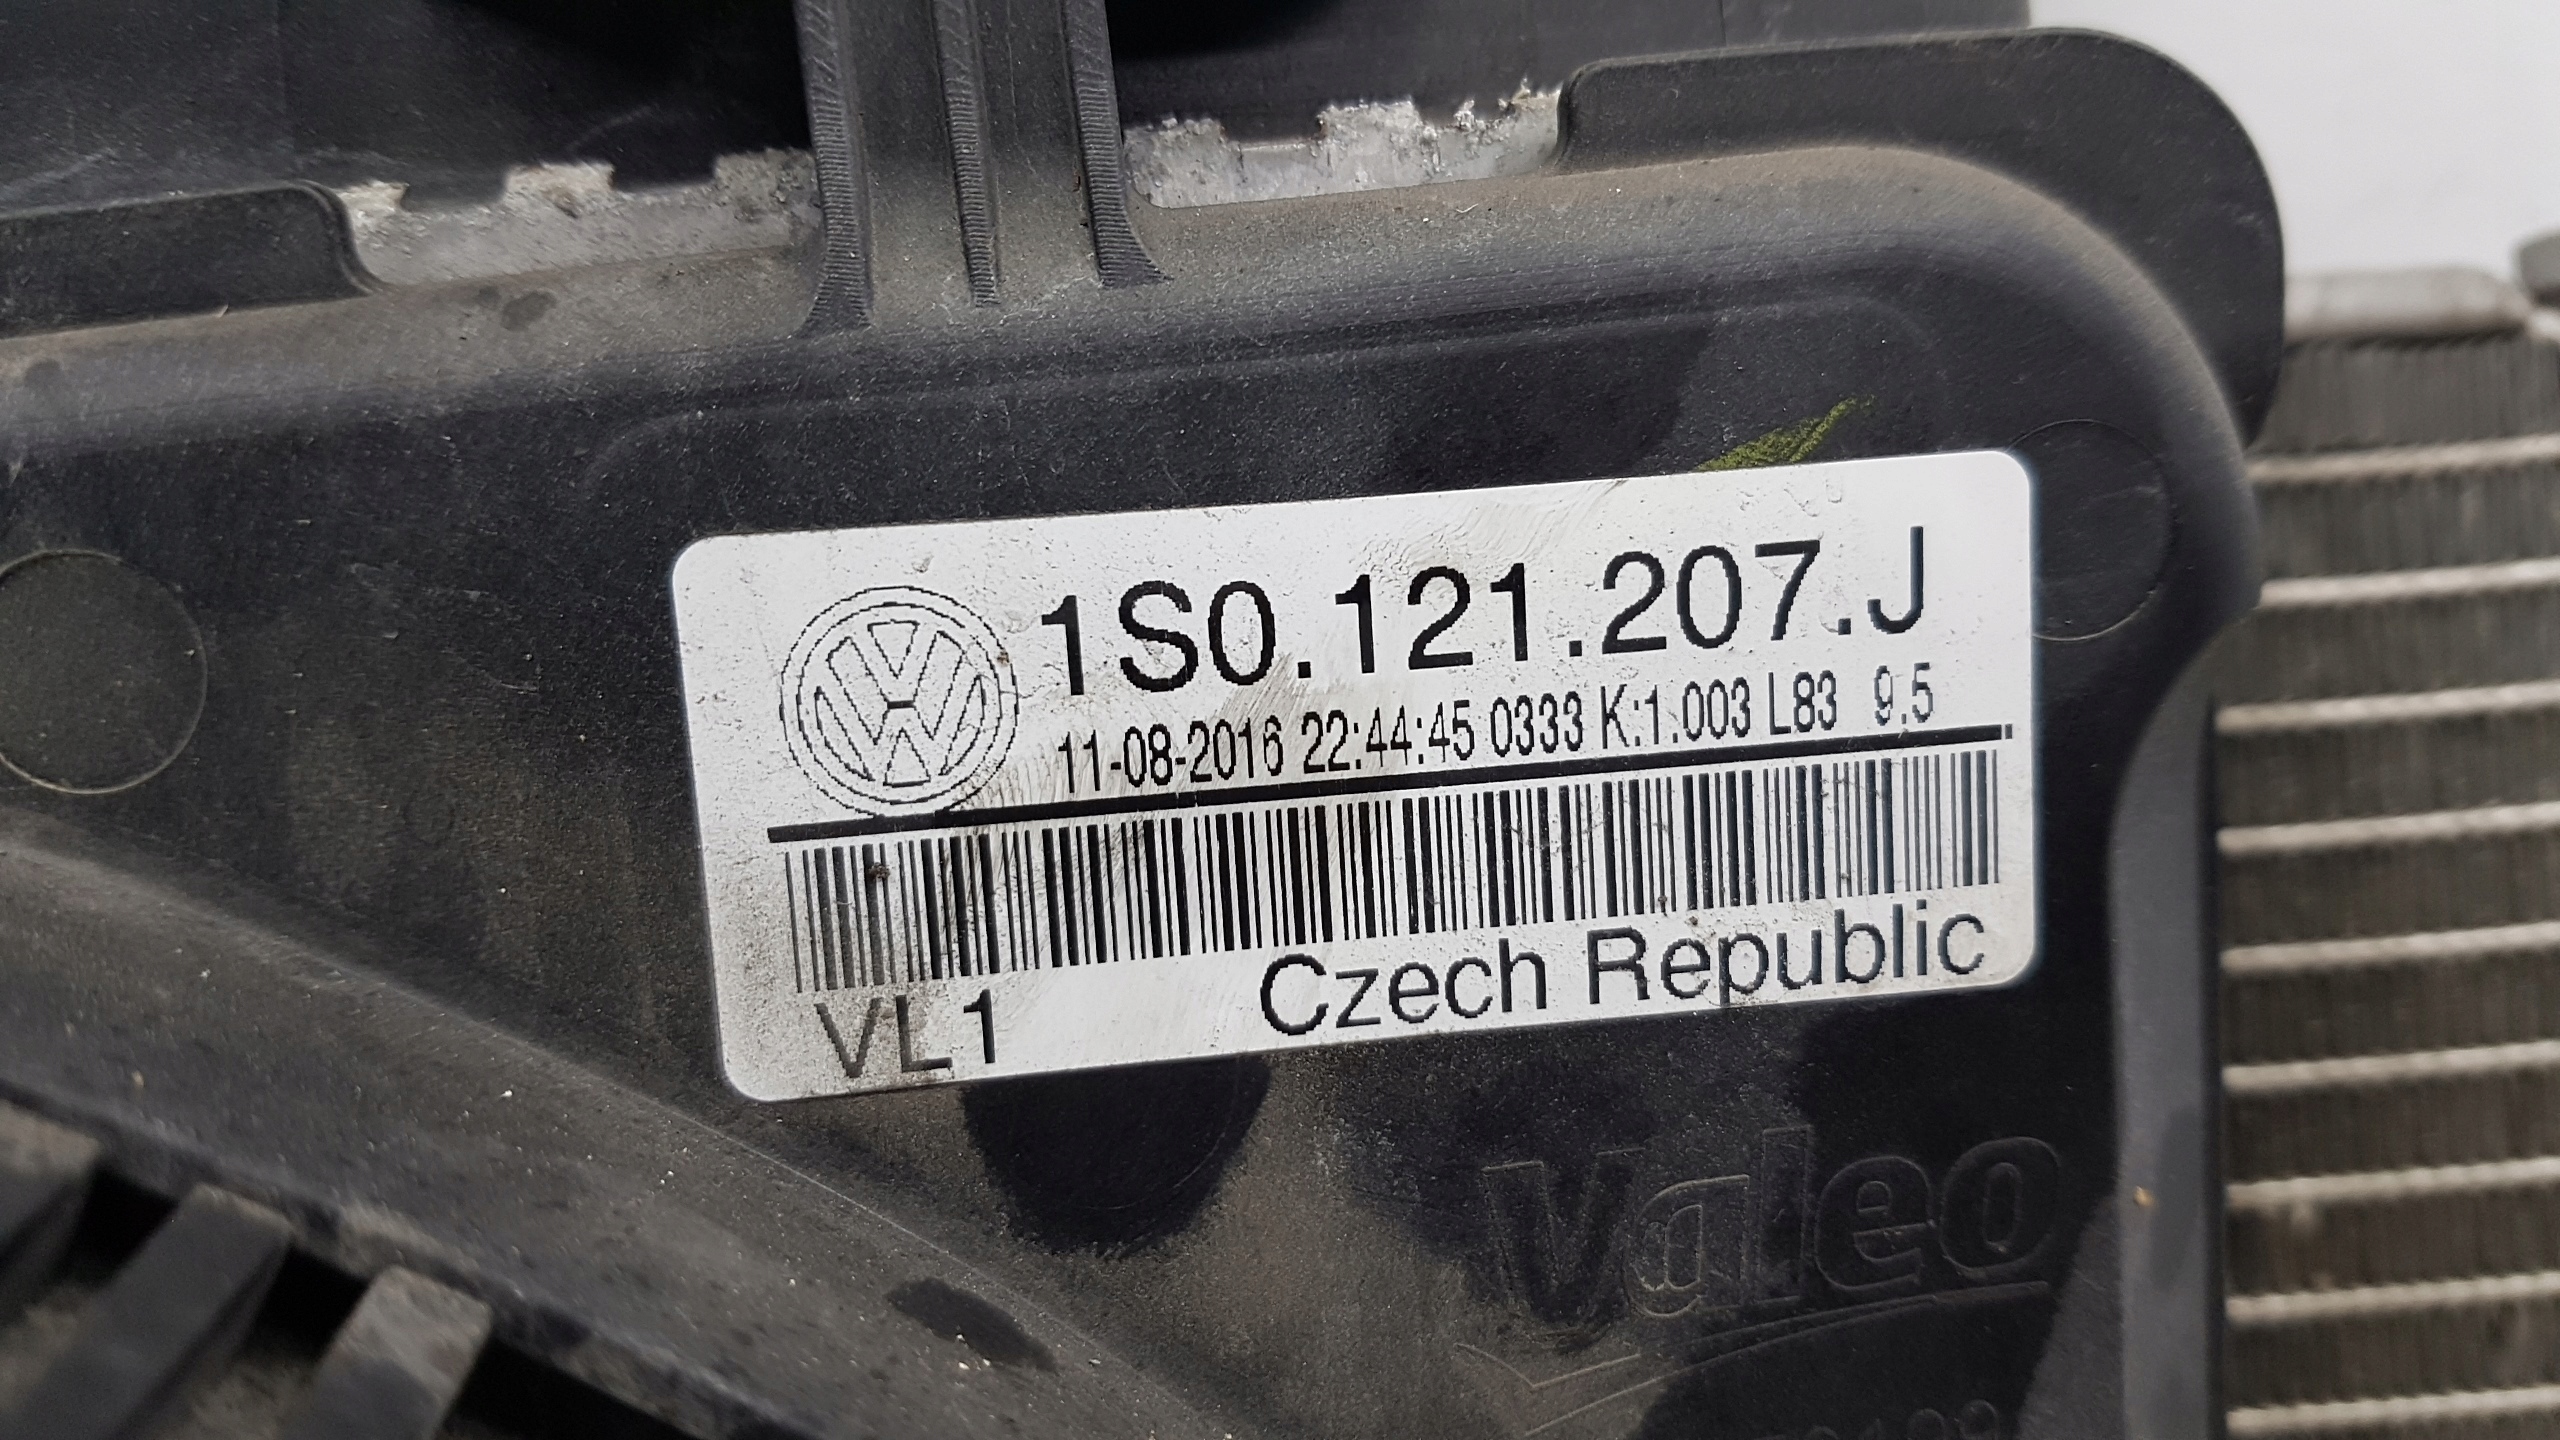 1S0.121.207.J
11-08-2016 22:44:45 0333 K:1.003 L83 9.5
VL1 Czech Republic
valeo